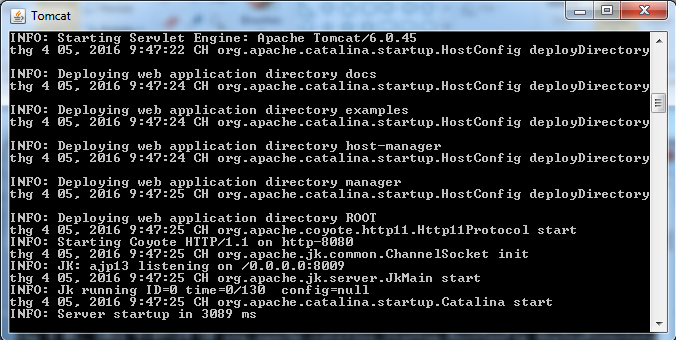 Tomcat
INFO: Starting Servlet Engine: Apache Tomcat/6.0.45
thg 4 05, 2016 9:47:22 CH org.apache.catalina.startup.HostConfig deployDirectory
INFO: Deploying web application directory docs
thg 4 05, 2016 9:47:24 CH org.apache.catalina.startup.HostConfig deployDirectory
INFO: Deploying web application directory examples
thg 4 05, 2016 9:47:24 CH org.apache.catalina.startup.HostConfig deployDirectory
INFO: Deploying web application directory host-manager
thg 4 05, 2016 9:47:24 CH org.apache.catalina.startup.HostConfig deployDirectory
INFO: Deploying web application directory manager
thg 4 05, 2016 9:47:25 CH org.apache.catalina.startup.HostConfig deployDirectory
INFO: Deploying web application directory ROOT
thg 4 05, 2016 9:47:25 CH org.apache.coyote.http11.Http11Protocol start
INFO: Starting Coyote HTTP/1.1 on http-8080
thg 4 05, 2016 9:47:25 CH org.apache.jk.common.ChannelSocket init
INFO: JK: ajp13 listening on /0.0.0.0:8009
thg 4 05, 2016 9:47:25 CH org.apache.jk.server.JkMain start
INFO: Jk running ID=0 time=0/130  config=null
thg 4 05, 2016 9:47:25 CH org.apache.catalina.startup.Catalina start
INFO: Server startup in 3089 ms